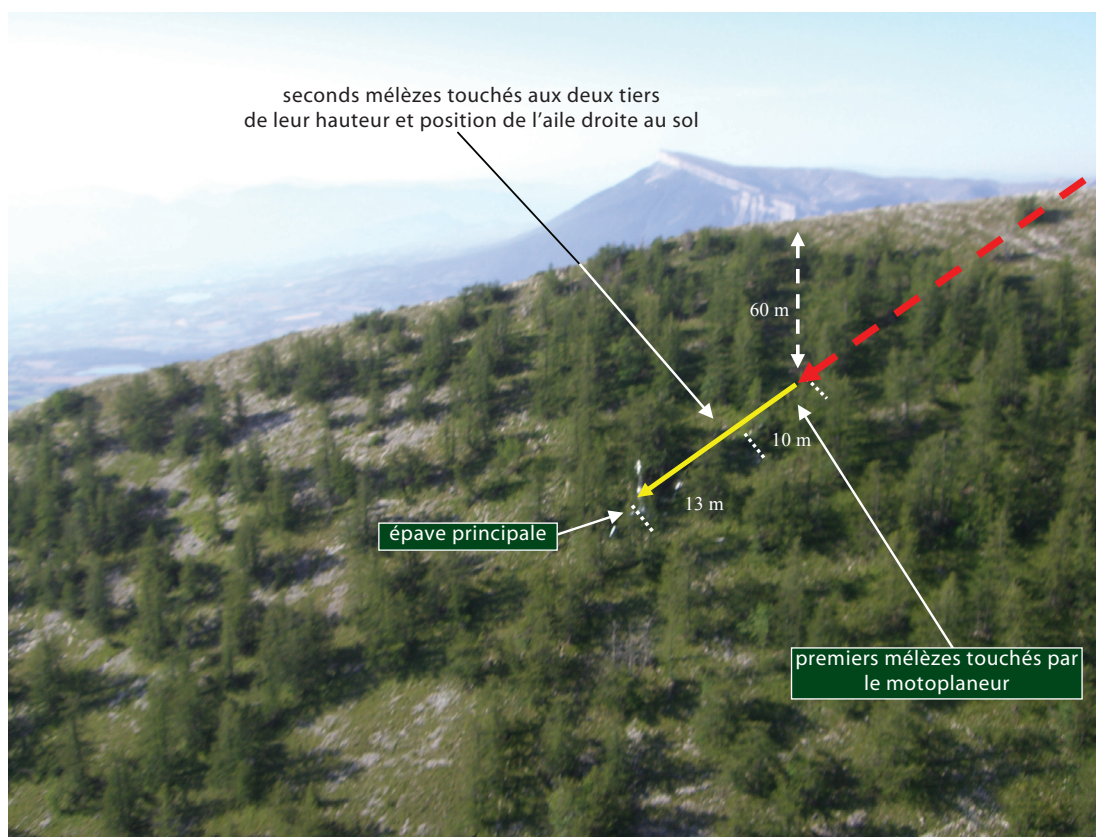 seconds mélèzes touchés aux deux tiers
de leur hauteur et position de l'aile droite au sol
60 m
10 m
13 m
épave principale
premiers mélèzes touchés par
le motoplaneur